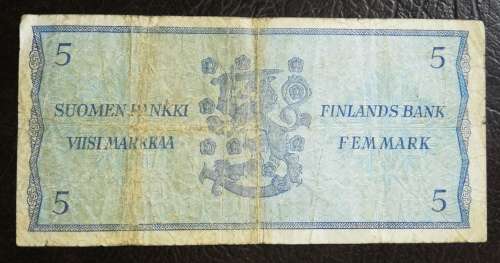 5 5
SUOMEN PANKKI FINLANDS BANK
VIISI MARKKAA FEM MARK
5 5